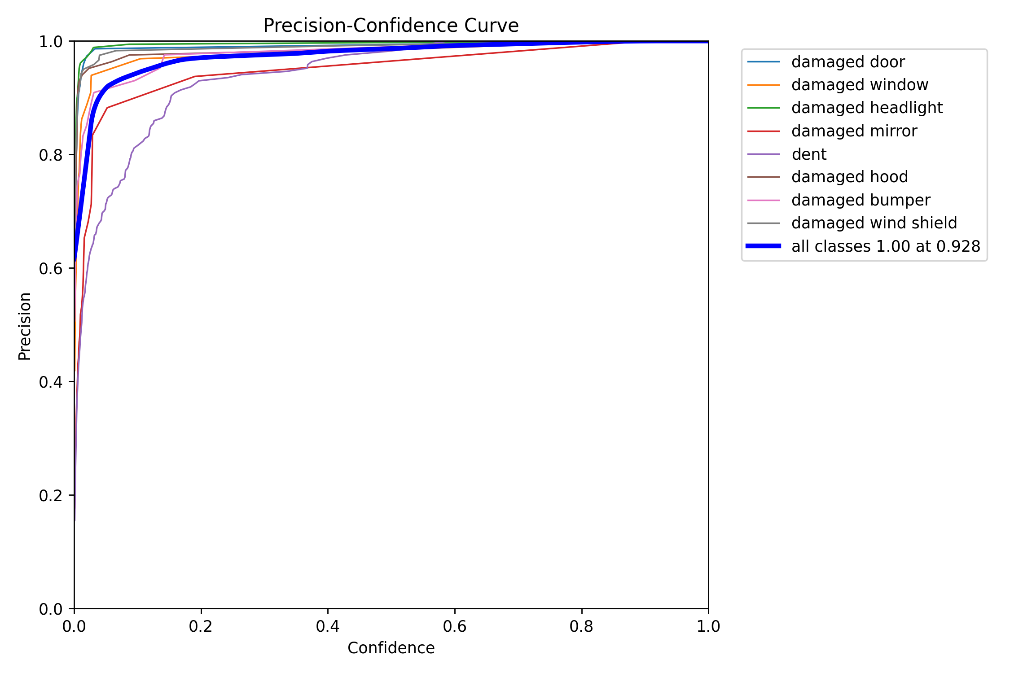 Precision-Confidence Curve
1.0
0.8
0.6
0.4
0.2
0.0
Precision
0.0 0.2 0.4 0.6 0.8 1.0
Confidence
damaged door
damaged window
damaged headlight
damaged mirror
dent
damaged hood
damaged bumper
damaged wind shield
all classes 1.00 at 0.928